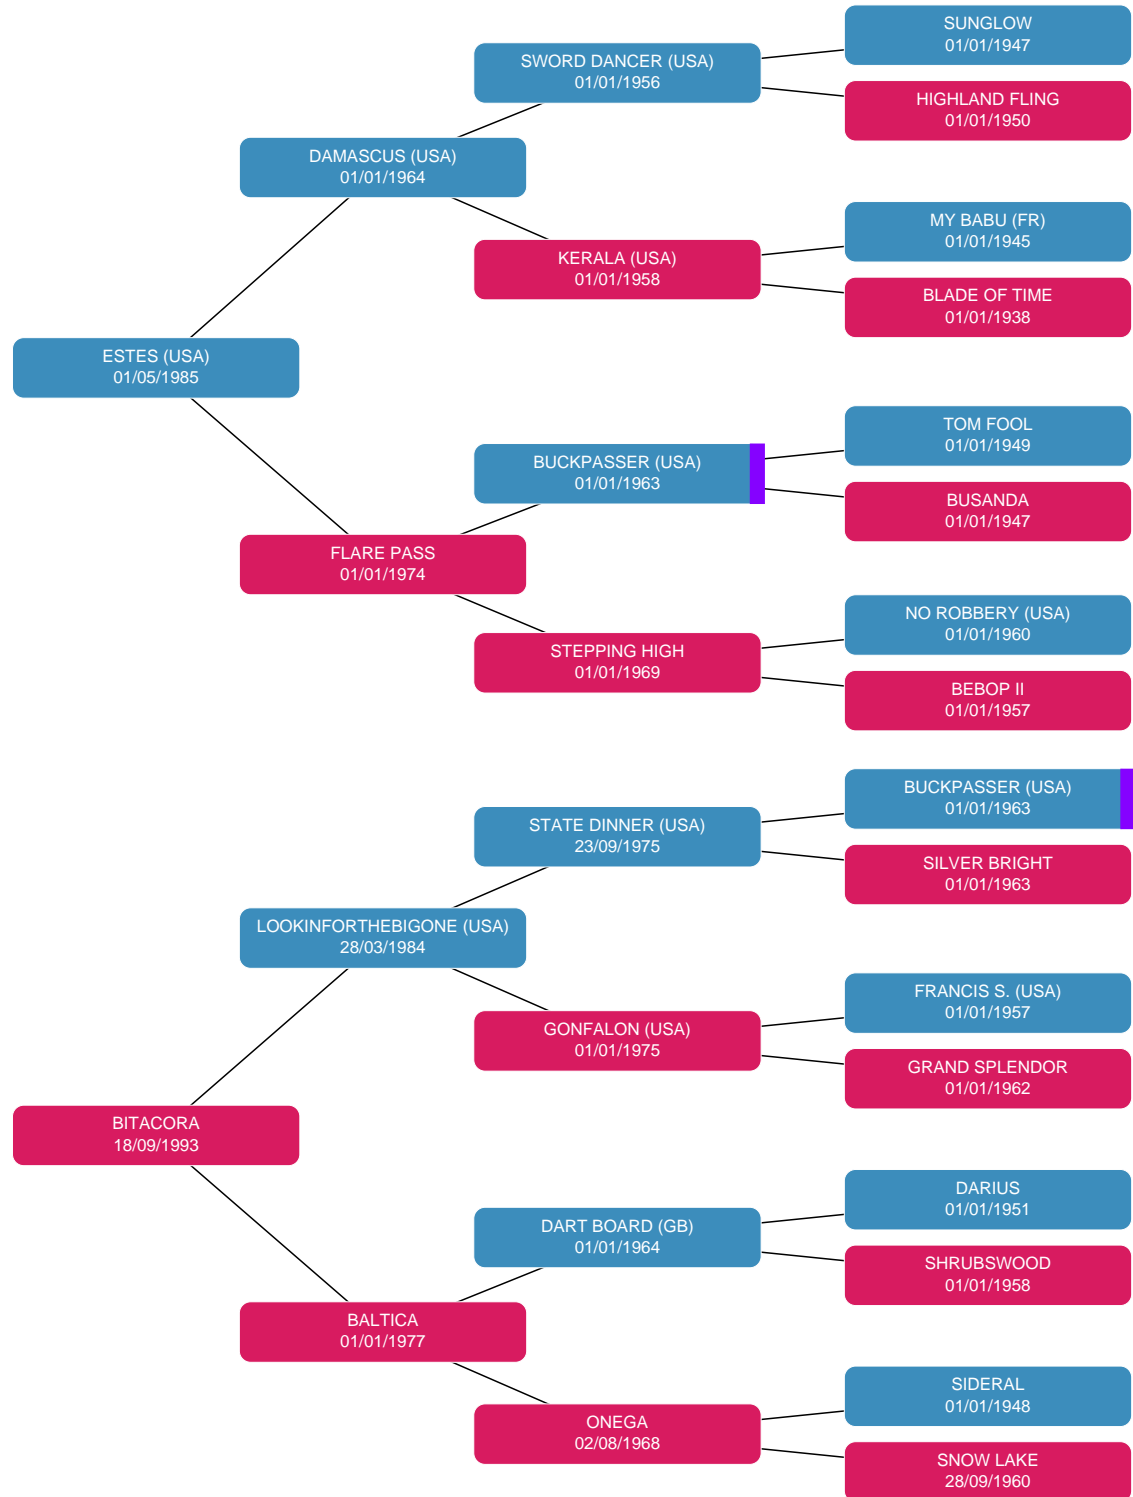 SUNGLOW
01/01/1947
SWORD DANCER (USA)
01/01/1956
HIGHLAND FLING
01/01/1950
DAMASCUS (USA)
01/01/1964
MY BABU (FR)
01/01/1945
KERALA (USA)
01/01/1958
BLADE OF TIME
01/01/1938
ESTES (USA)
01/05/1985
TOM FOOL
01/01/1949
BUCKPASSER (USA)
01/01/1963
BUSANDA
01/01/1947
FLARE PASS
01/01/1974
NO ROBBERY (USA)
01/01/1960
STEPPING HIGH
01/01/1969
BEBOP II
01/01/1957
BUCKPASSER (USA)
01/01/1963
STATE DINNER (USA)
23/09/1975
SILVER BRIGHT
01/01/1963
LOOKINFORTHEBIGONE (USA)
28/03/1984
FRANCIS S. (USA)
01/01/1957
GONFALON (USA)
01/01/1975
GRAND SPLENDOR
01/01/1962
BITACORA
18/09/1993
DARIUS
01/01/1951
DART BOARD (GB)
01/01/1964
SHRUBSWOOD
01/01/1958
BALTICA
01/01/1977
SIDERAL
01/01/1948
ONEGA
02/08/1968
SNOW LAKE
28/09/1960